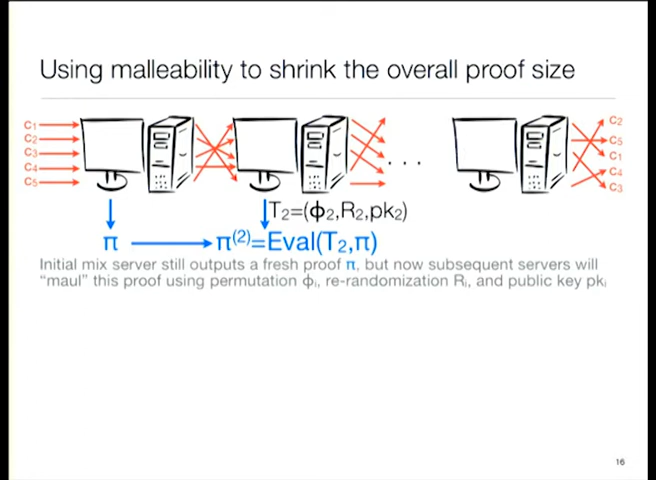 Using malleability to shrink the overall proof size
C1
C2
C3
C4
C5
C2
C5
C1
C4
C3
. . .
T2=(ϕ2,R2,pk2)
π
π(2)=Eval(T2,π)
Initial mix server still outputs a fresh proof π, but now subsequent servers will
“maul” this proof using permutation ϕi, re-randomization Ri, and public key pki
16